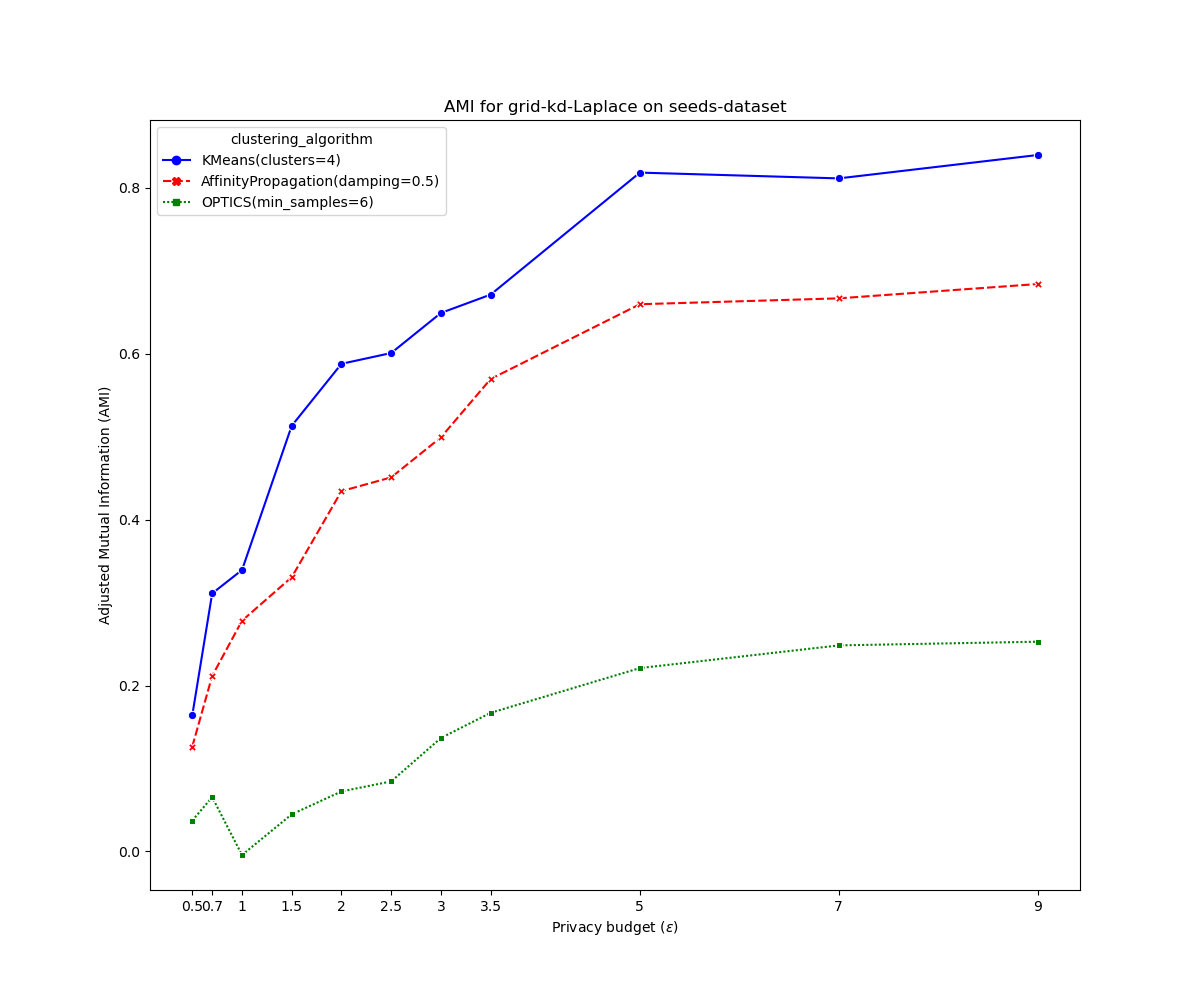 AMI for grid-kd-Laplace on seeds-dataset
clustering_algorithm
KMeans(clusters=4)
AffinityPropagation(damping=0.5)
OPTICS(min_samples=6)
Adjusted Mutual Information (AMI)
0.8
0.6
0.4
0.2
0.0
0.5 0.7 1 1.5 2 2.5 3 3.5 5 7 9
Privacy budget (ε)